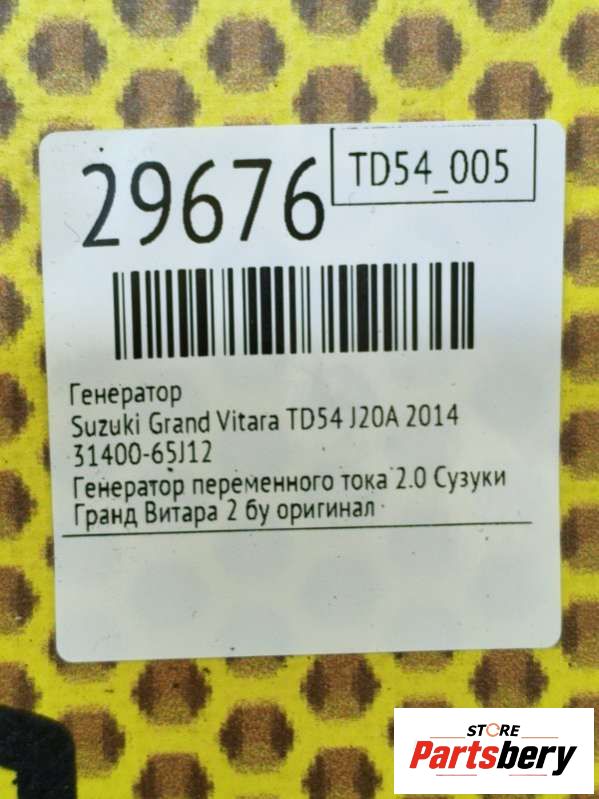 29676
TD54_005
Генератор
Suzuki Grand Vitara TD54 J20A 2014
31400-65J12
Генератор переменного тока 2.0 Сузуки
Гранд Витара 2 бу оригинал
STORE
Partsbery